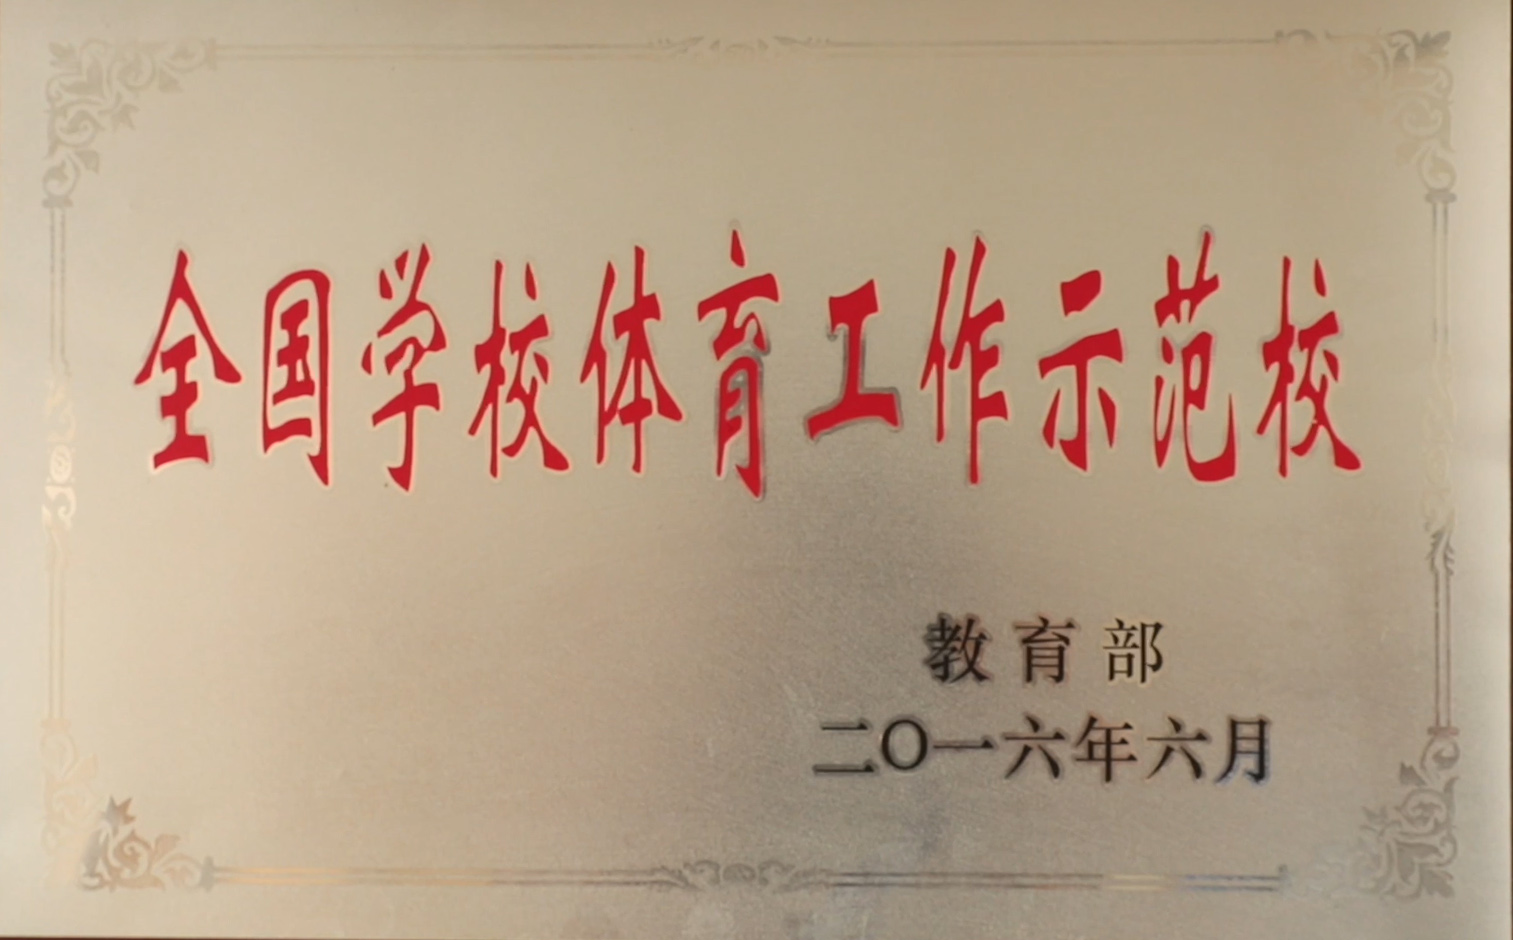 全国学校体育工作示范校
教育部
二〇一六年六月